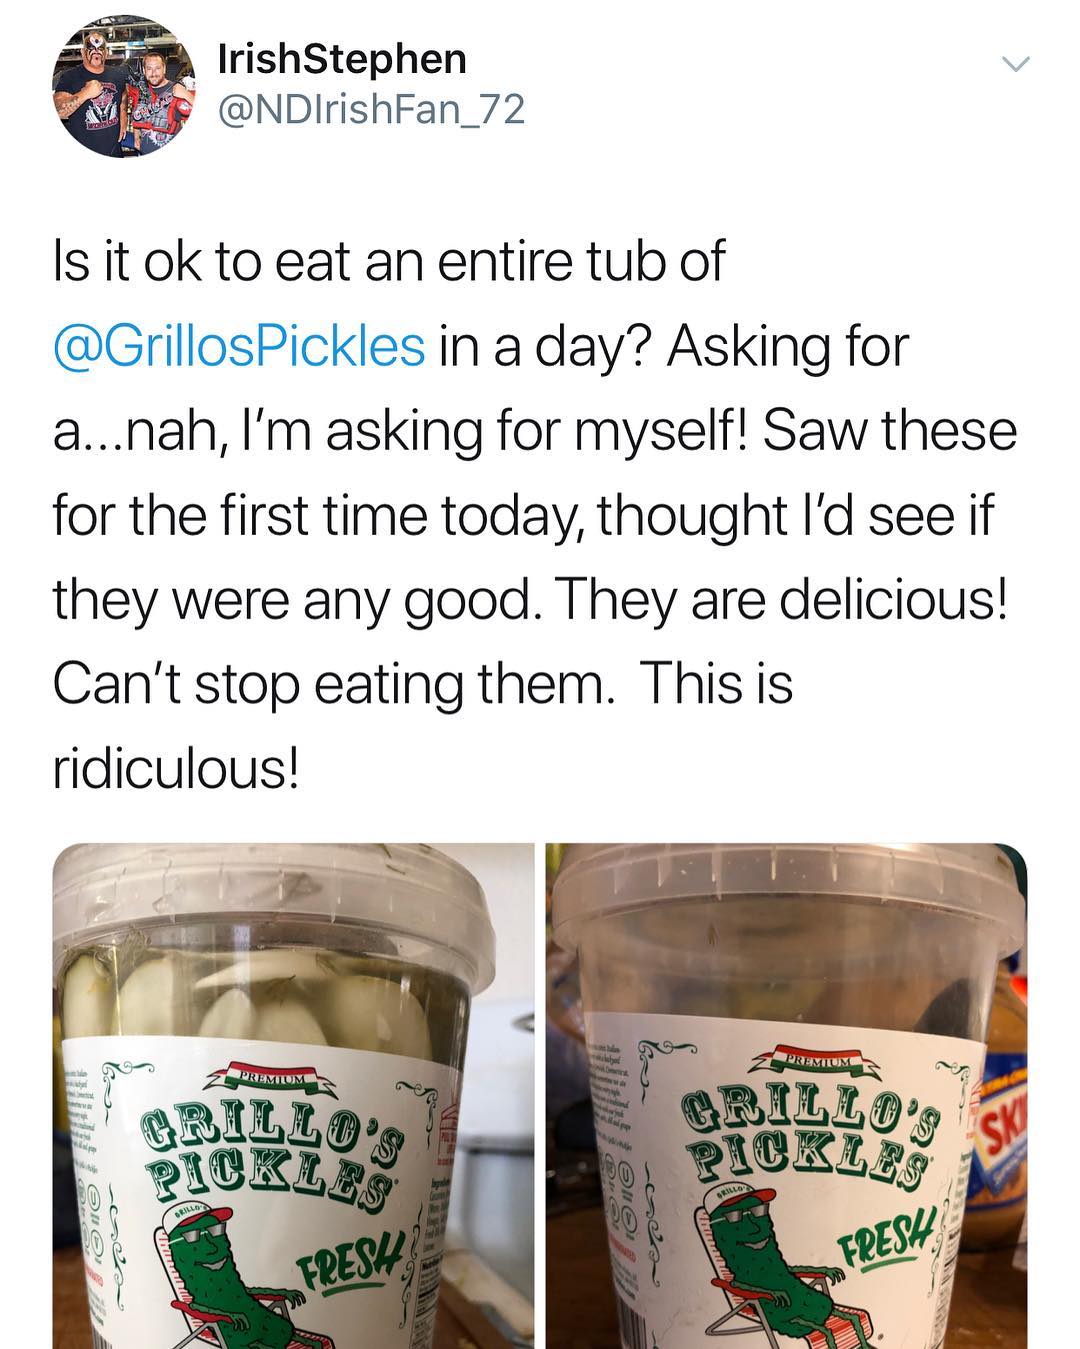 IrishStephen
@NDIrishFan_72
Is it ok to eat an entire tub of
@GrillosPickles in a day? Asking for
a...nah, I'm asking for myself! Saw these
for the first time today, thought I'd see if
they were any good. They are delicious!
Can't stop eating them.  This is
ridiculous!
PREMIUM
GRILLO'S
PICKLES
GRILLO'S
FRESH
PREMIUM
GRILLO'S
PICKLES
GRILLO'S
FRESH
SKI